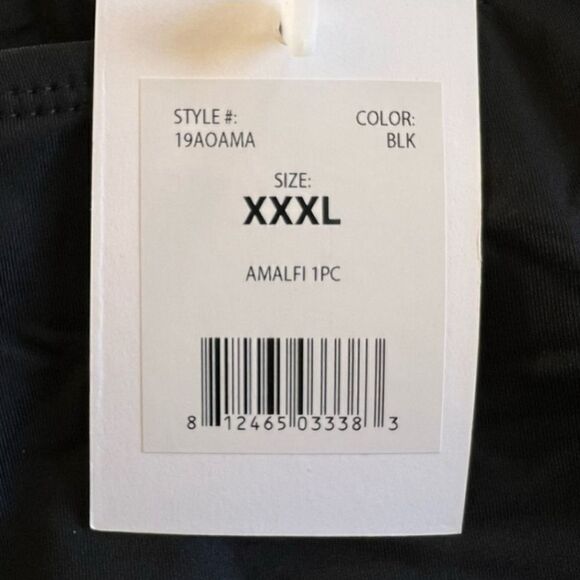 STYLE #: COLOR:
19AOAMA BLK
SIZE:
XXXL
AMALFI 1PC
8 12465 03338 3